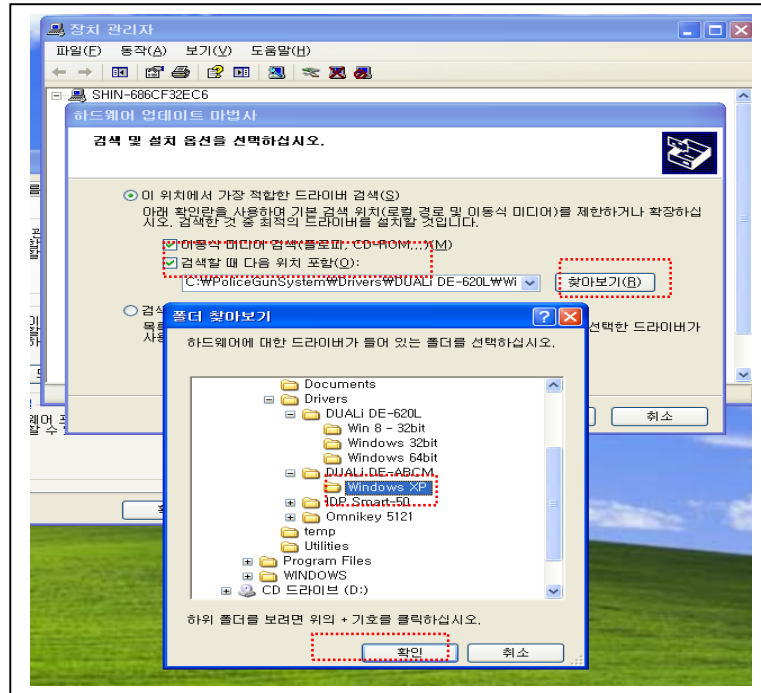 장치 관리자
파일(F) 동작(A) 보기(V) 도움말(H)
SHIN-686CF32EC6
하드웨어 업데이트 마법사
검색 및 설치 옵션을 선택하십시오.
이 위치에서 가장 적합한 드라이버 검색(S)
아래 확인란을 사용하여 기본 검색 위치(로컬 경로 및 이동식 미디어)를 제한하거나 확장하십
시오. 검색한 것 중 최적의 드라이버를 설치할 것입니다.
이동식 미디어 검색(플로피, CD-ROM...)(M)
검색할 때 다음 위치 포함(O):
C:₩PoliceGunSystem₩Drivers₩DUALi DE-620L₩Wi
찾아보기(R)
검색
목록
선택한 드라이버가
사용
폴더 찾아보기
하드웨어에 대한 드라이버가 들어 있는 폴더를 선택하십시오.
Documents
Drivers
DUALi DE-620L
Win 8 - 32bit
Windows 32bit
Windows 64bit
DUALi DE-ABCM
Windows XP
IDP Smart-50
Omnikey 5121
temp
Utilities
Program Files
WINDOWS
CD 드라이브 (D:)
하위 폴더를 보려면 위의 + 기호를 클릭하십시오.
확인
취소
취소